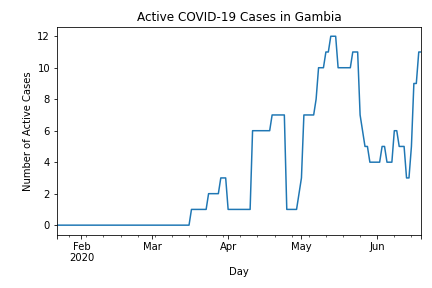 Active COVID-19 Cases in Gambia
Number of Active Cases
12
10
8
6
4
2
0
Feb
2020
Mar
Apr
May
Jun
Day